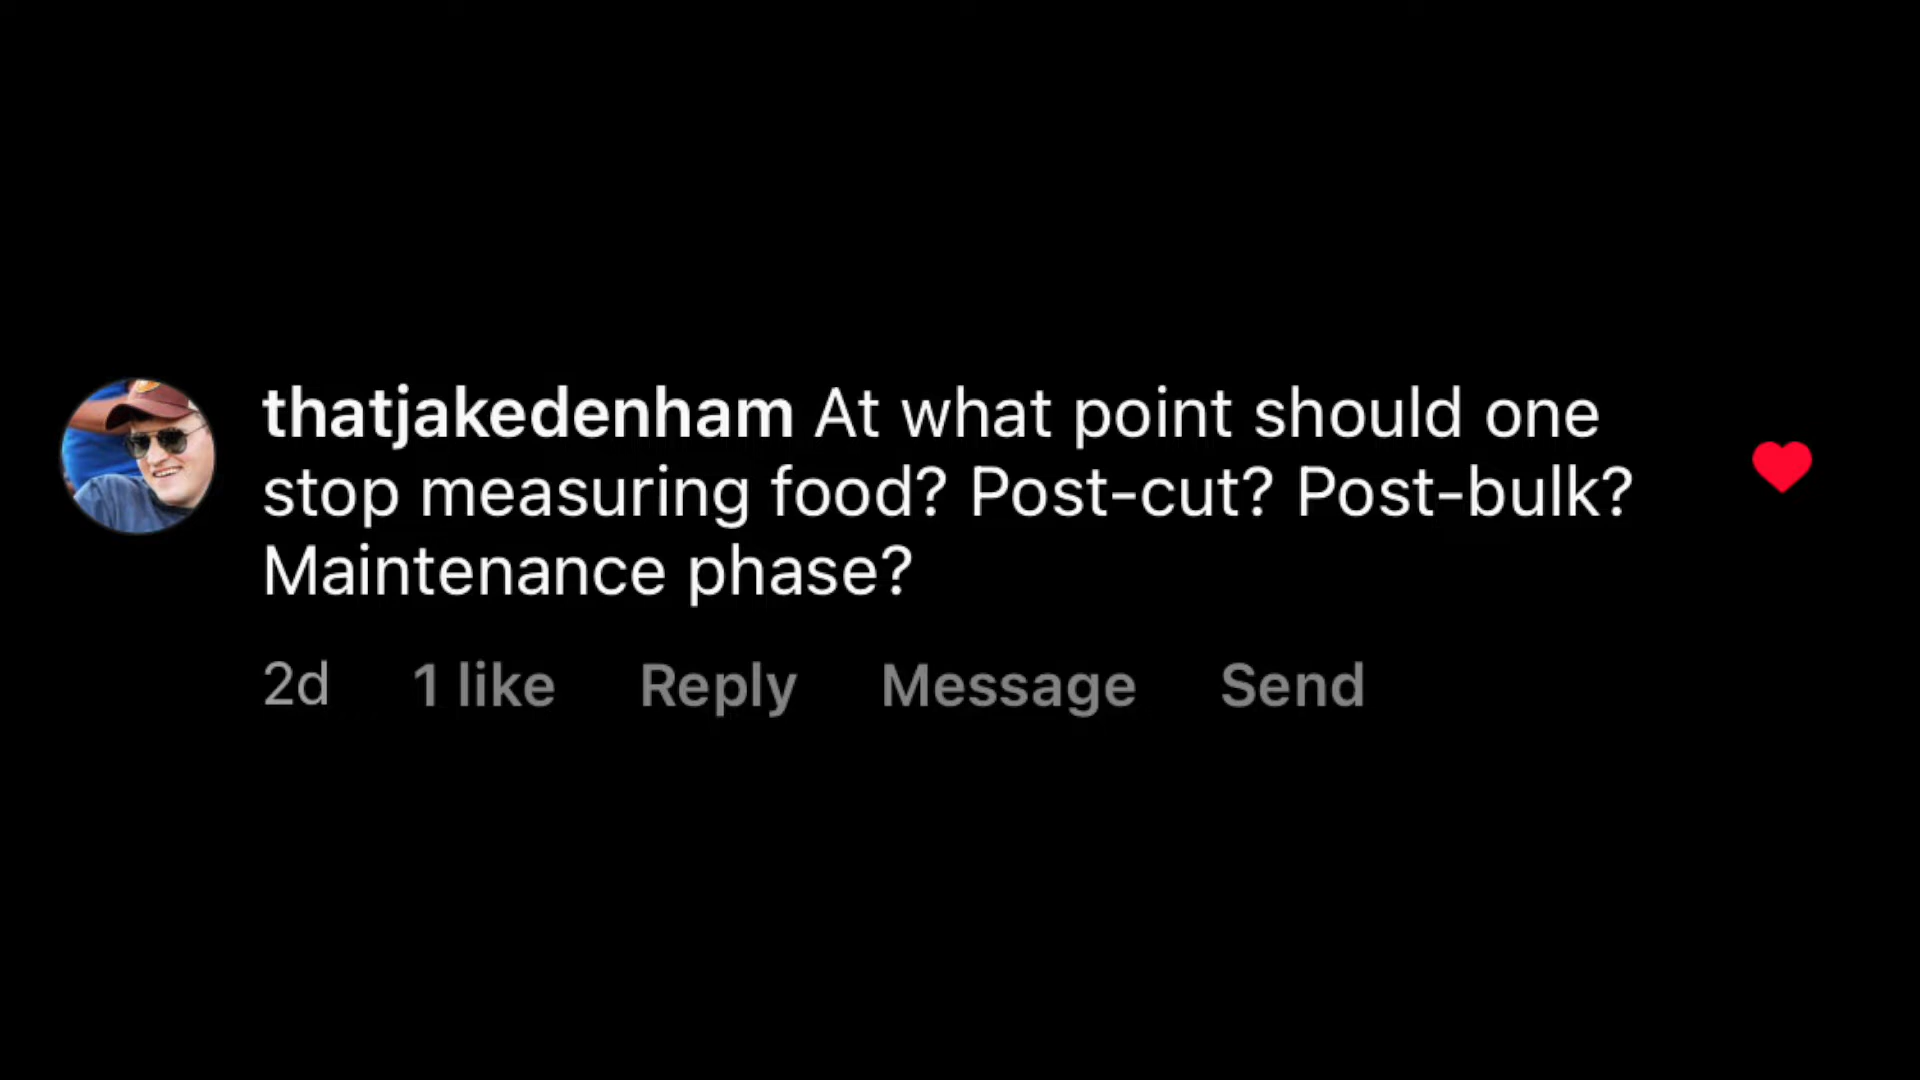 thatjakedenham At what point should one
stop measuring food? Post-cut? Post-bulk?
Maintenance phase?
2d 1 like Reply Message Send